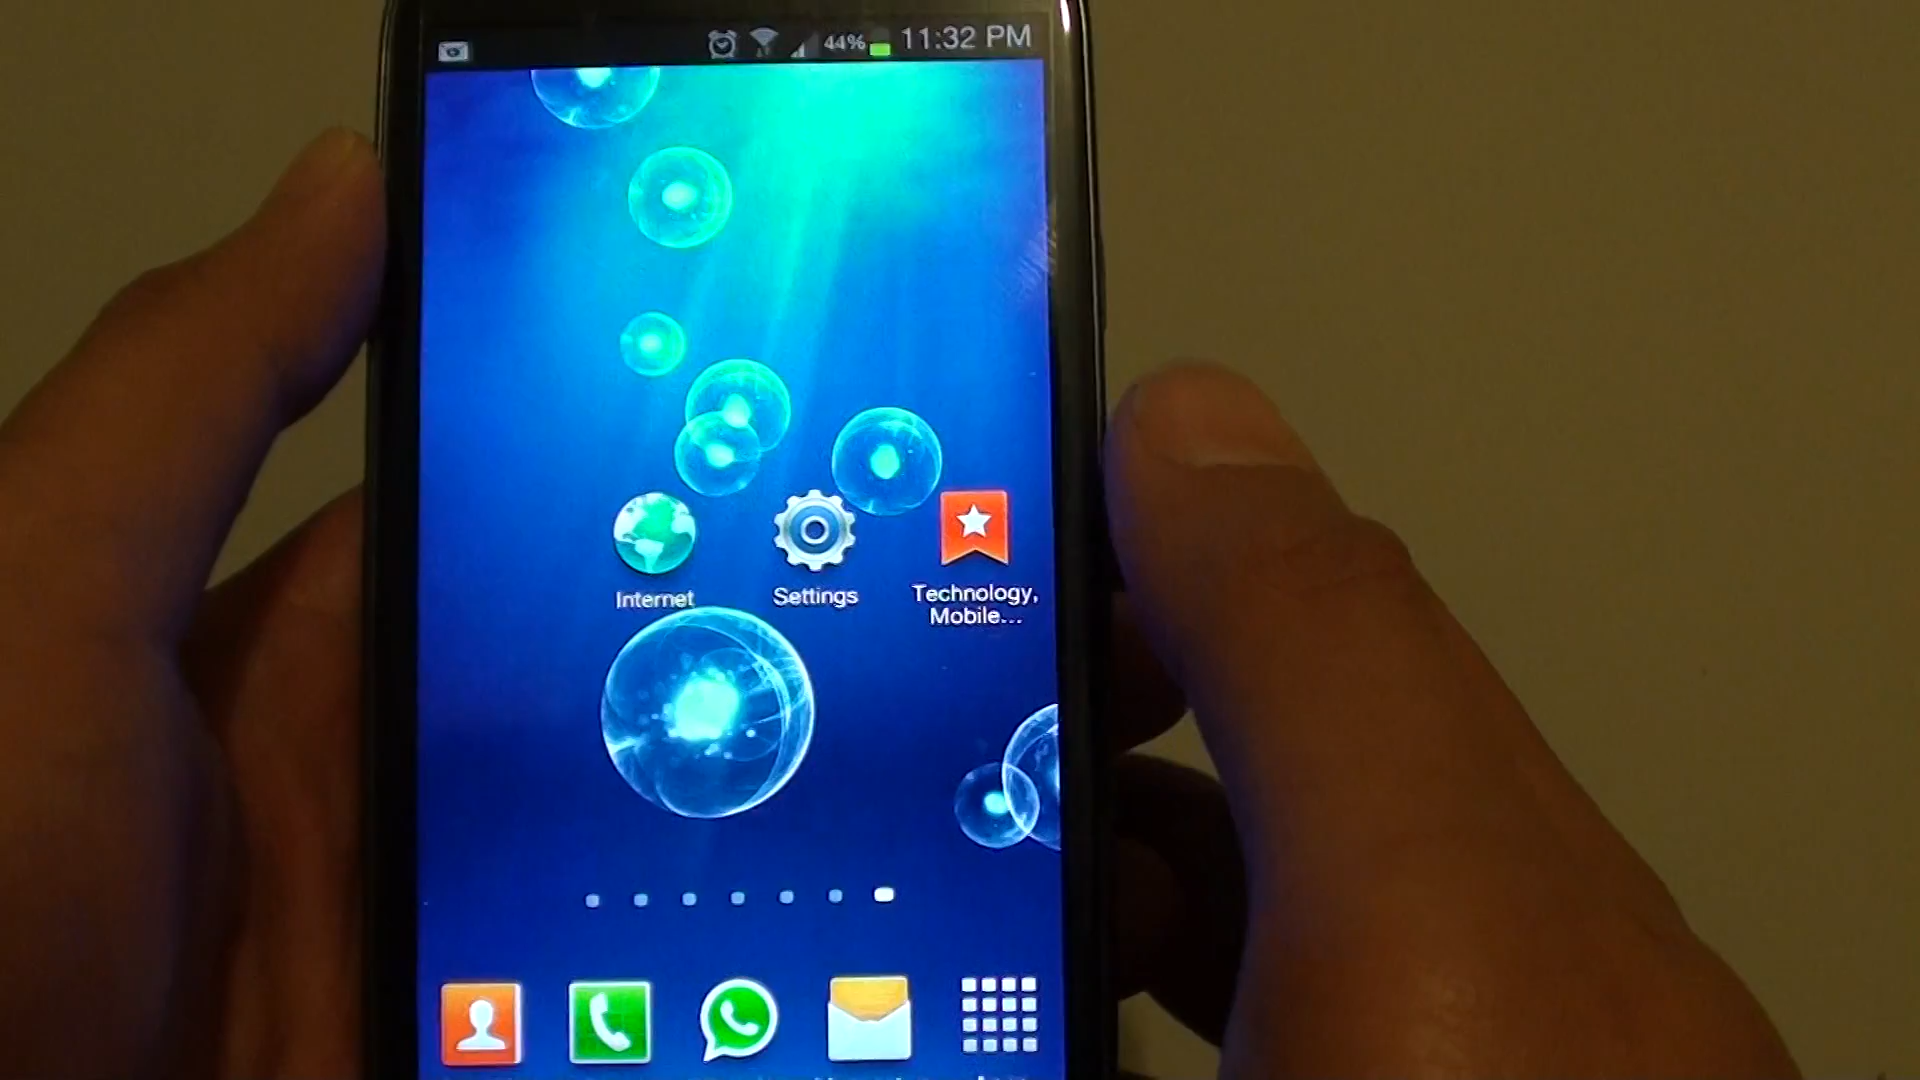 44% 11:32 PM
Internet
Settings
Technology,
Mobile...